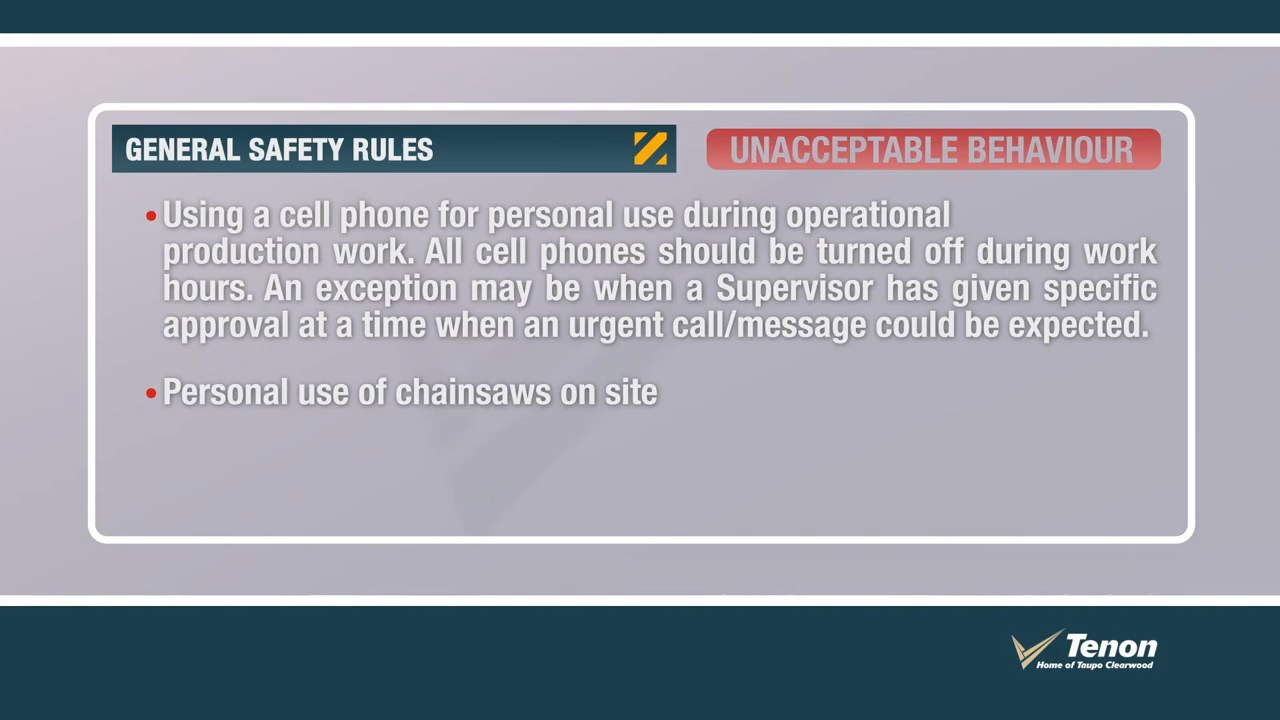 GENERAL SAFETY RULES
UNACCEPTABLE BEHAVIOUR
• Using a cell phone for personal use during operational
production work. All cell phones should be turned off during work
hours. An exception may be when a Supervisor has given specific
approval at a time when an urgent call/message could be expected.
• Personal use of chainsaws on site
Tenon
Home of Taupo Clearwood